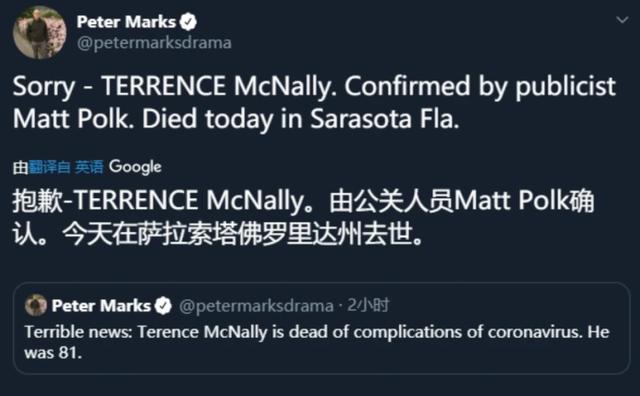 Peter Marks
@petermarksdrama
Sorry - TERRENCE McNally. Confirmed by publicist
Matt Polk. Died today in Sarasota Fla.
由翻译自 英语 Google
抱歉-TERRENCE McNally。由公关人员Matt Polk确
认。今天在萨拉索塔佛罗里达州去世。
Peter Marks @petermarksdrama · 2小时
Terrible news: Terence McNally is dead of complications of coronavirus. He
was 81.